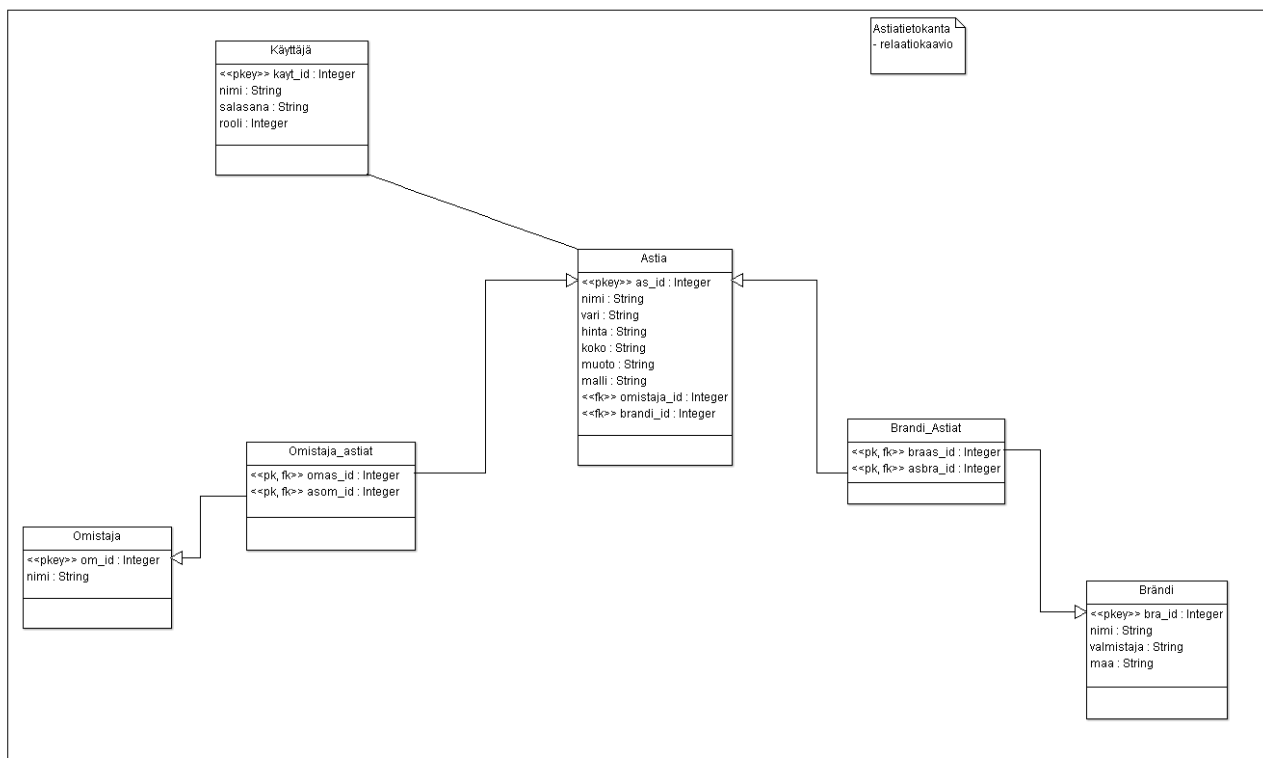 Astiatietokanta
- relaatiokaavio
Käyttäjä
<<pkey>> kayt_id : Integer
nimi : String
salasana : String
rooli : Integer
Astia
<<pkey>> as_id : Integer
nimi : String
vari : String
hinta : String
koko : String
muoto : String
malli : String
<<fk>> omistaja_id : Integer
<<fk>> brandi_id : Integer
Omistaja_astiat
<<pk, fk>> omas_id : Integer
<<pk, fk>> asom_id : Integer
Brandi_Astiat
<<pk, fk>> braas_id : Integer
<<pk, fk>> asbra_id : Integer
Omistaja
<<pkey>> om_id : Integer
nimi : String
Brändi
<<pkey>> bra_id : Integer
nimi : String
valmistaja : String
maa : String